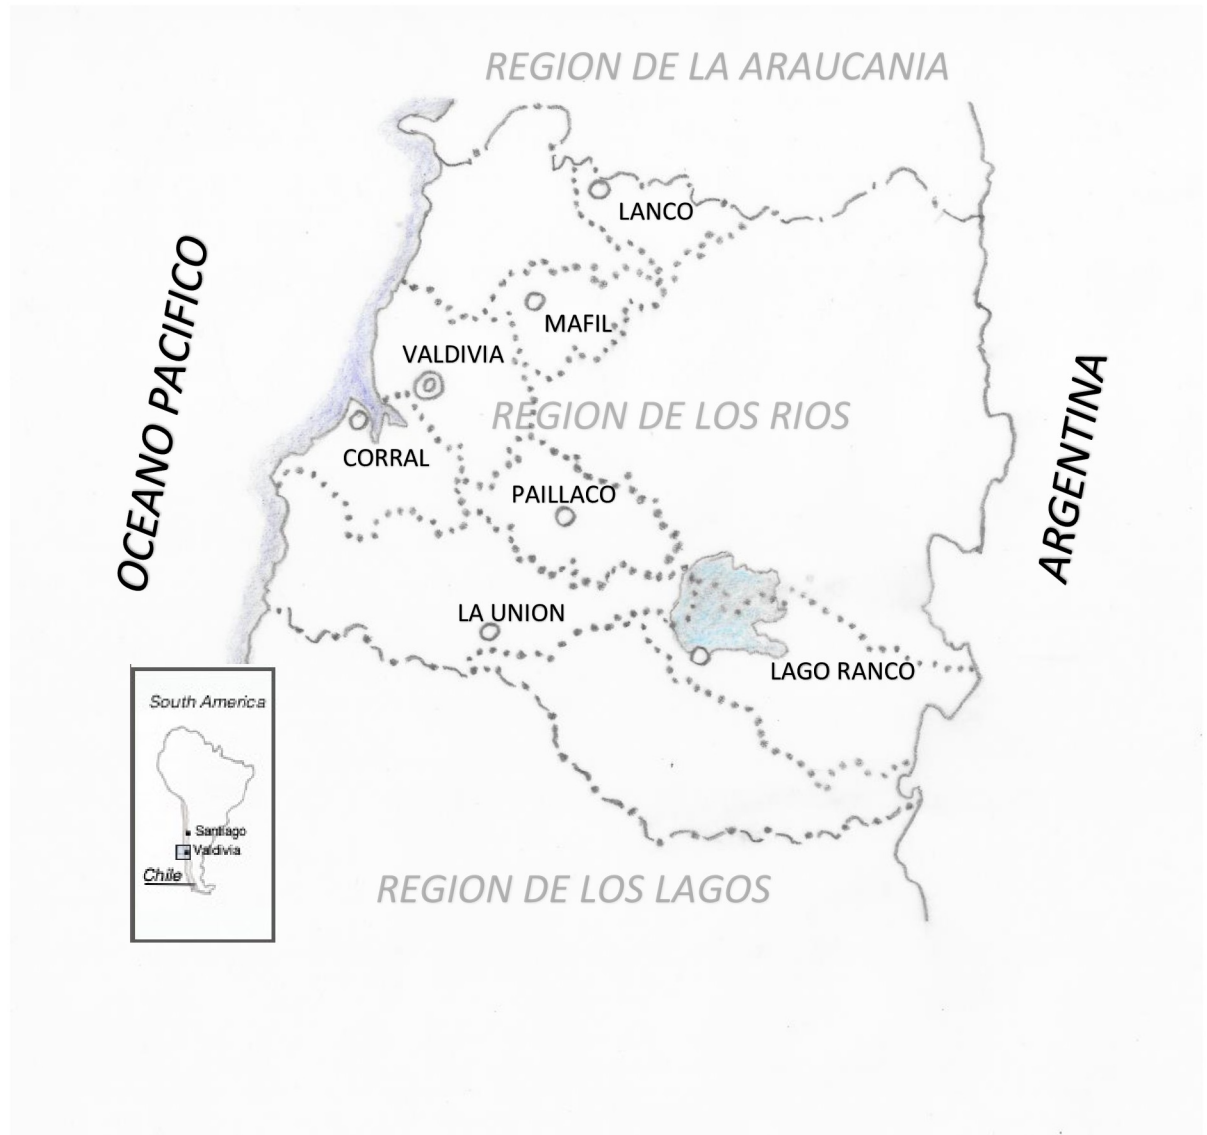 REGION DE LA ARAUCANIA
LANCO
OCEANO PACIFICO
MAFIL
VALDIVIA
ARGENTINA
REGION DE LOS RIOS
CORRAL
PAILLACO
LA UNION
LAGO RANCO
South America
Santiago
Valdivia
Chile
REGION DE LOS LAGOS